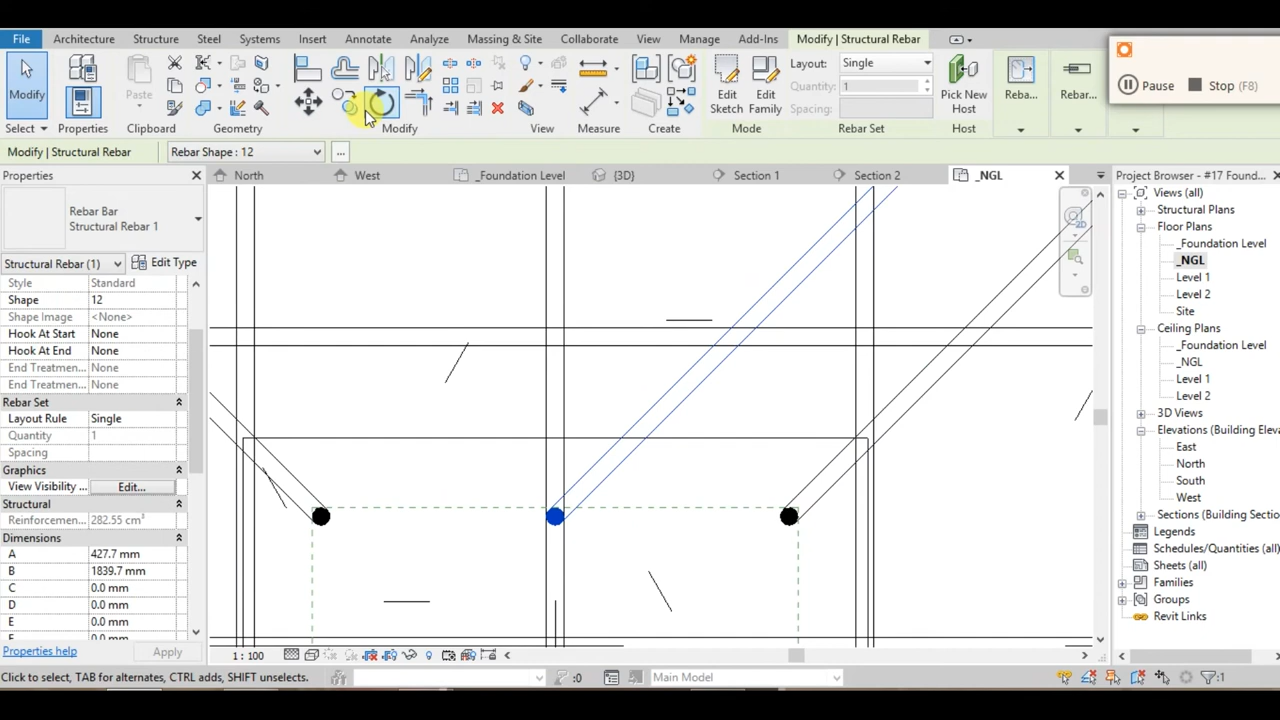 File Architecture Structure Steel Systems Insert Annotate Analyze Massing & Site Collaborate View Manage Add-Ins Modify | Structural Rebar
Pause Stop (F8)
Modify
Paste
Edit Sketch
Edit Family
Layout: Single
Quantity: 1
Spacing:
Pick New Host
Reba... Rebar...
Select Properties Clipboard Geometry Modify View Measure Create Mode Rebar Set
Modify | Structural Rebar Rebar Shape : 12 ...
Properties
North West _Foundation Level {3D} Section 1 Section 2 _NGL
Project Browser - #17 Found...
Rebar Bar
Structural Rebar 1
Structural Rebar (1) Edit Type
Style Standard
Shape 12
Shape Image <None>
Hook At Start None
Hook At End None
End Treatmen... None
End Treatmen... None
Rebar Set
Layout Rule Single
Quantity 1
Spacing
Graphics
View Visibility ... Edit...
Structural
Reinforcemen... 282.55 cm³
Dimensions
A 427.7 mm
B 1839.7 mm
C 0.0 mm
D 0.0 mm
E 0.0 mm
F 0.0 mm
Properties help Apply
2D
Views (all)
Structural Plans
Floor Plans
_Foundation Level
_NGL
Level 1
Level 2
Site
Ceiling Plans
_Foundation Level
_NGL
Level 1
Level 2
3D Views
Elevations (Building Eleva
East
North
South
West
Sections (Building Section
Legends
Schedules/Quantities (all)
Sheets (all)
Families
Groups
Revit Links
1 : 100
Click to select, TAB for alternates, CTRL adds, SHIFT unselects. :0 Main Model :1